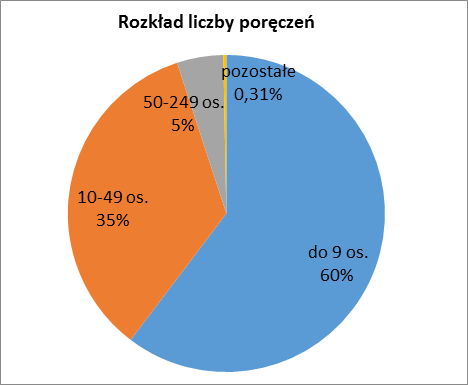 Rozkład liczby poręczeń
pozostałe
0,31%
50-249 os.
5%
10-49 os.
35%
do 9 os.
60%